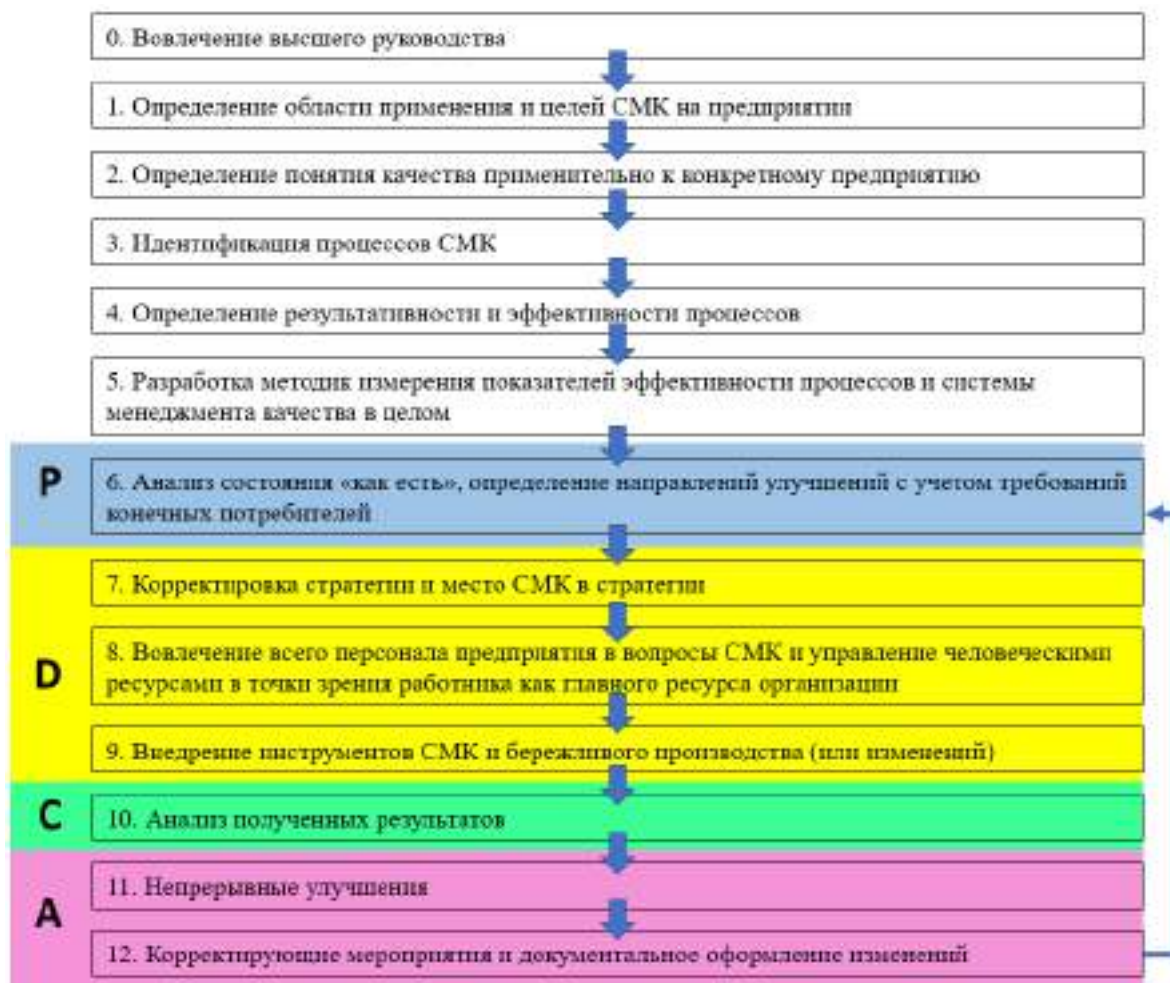 0. Вовлечение высшего руководства
1. Определение области применения и целей СМК на предприятии
2. Определение понятия качества применительно к конкретному предприятию
3. Идентификация процессов СМК
4. Определение результативности и эффективности процессов
5. Разработка методик измерения показателей эффективности процессов и системы
менеджмента качества в целом
P
6. Анализ состояния «как есть», определение направлений улучшений с учетом требований
конечных потребителей
7. Корректировка стратегии и место СМК в стратегии
D
8. Вовлечение всего персонала предприятия в вопросы СМК и управление человеческими
ресурсами в точки зрения работника как главного ресурса организации
9. Внедрение инструментов СМК и бережливого производства (или изменений)
C
10. Анализ полученных результатов
11. Непрерывные улучшения
A
12. Корректирующие мероприятия и документальное оформление изменений